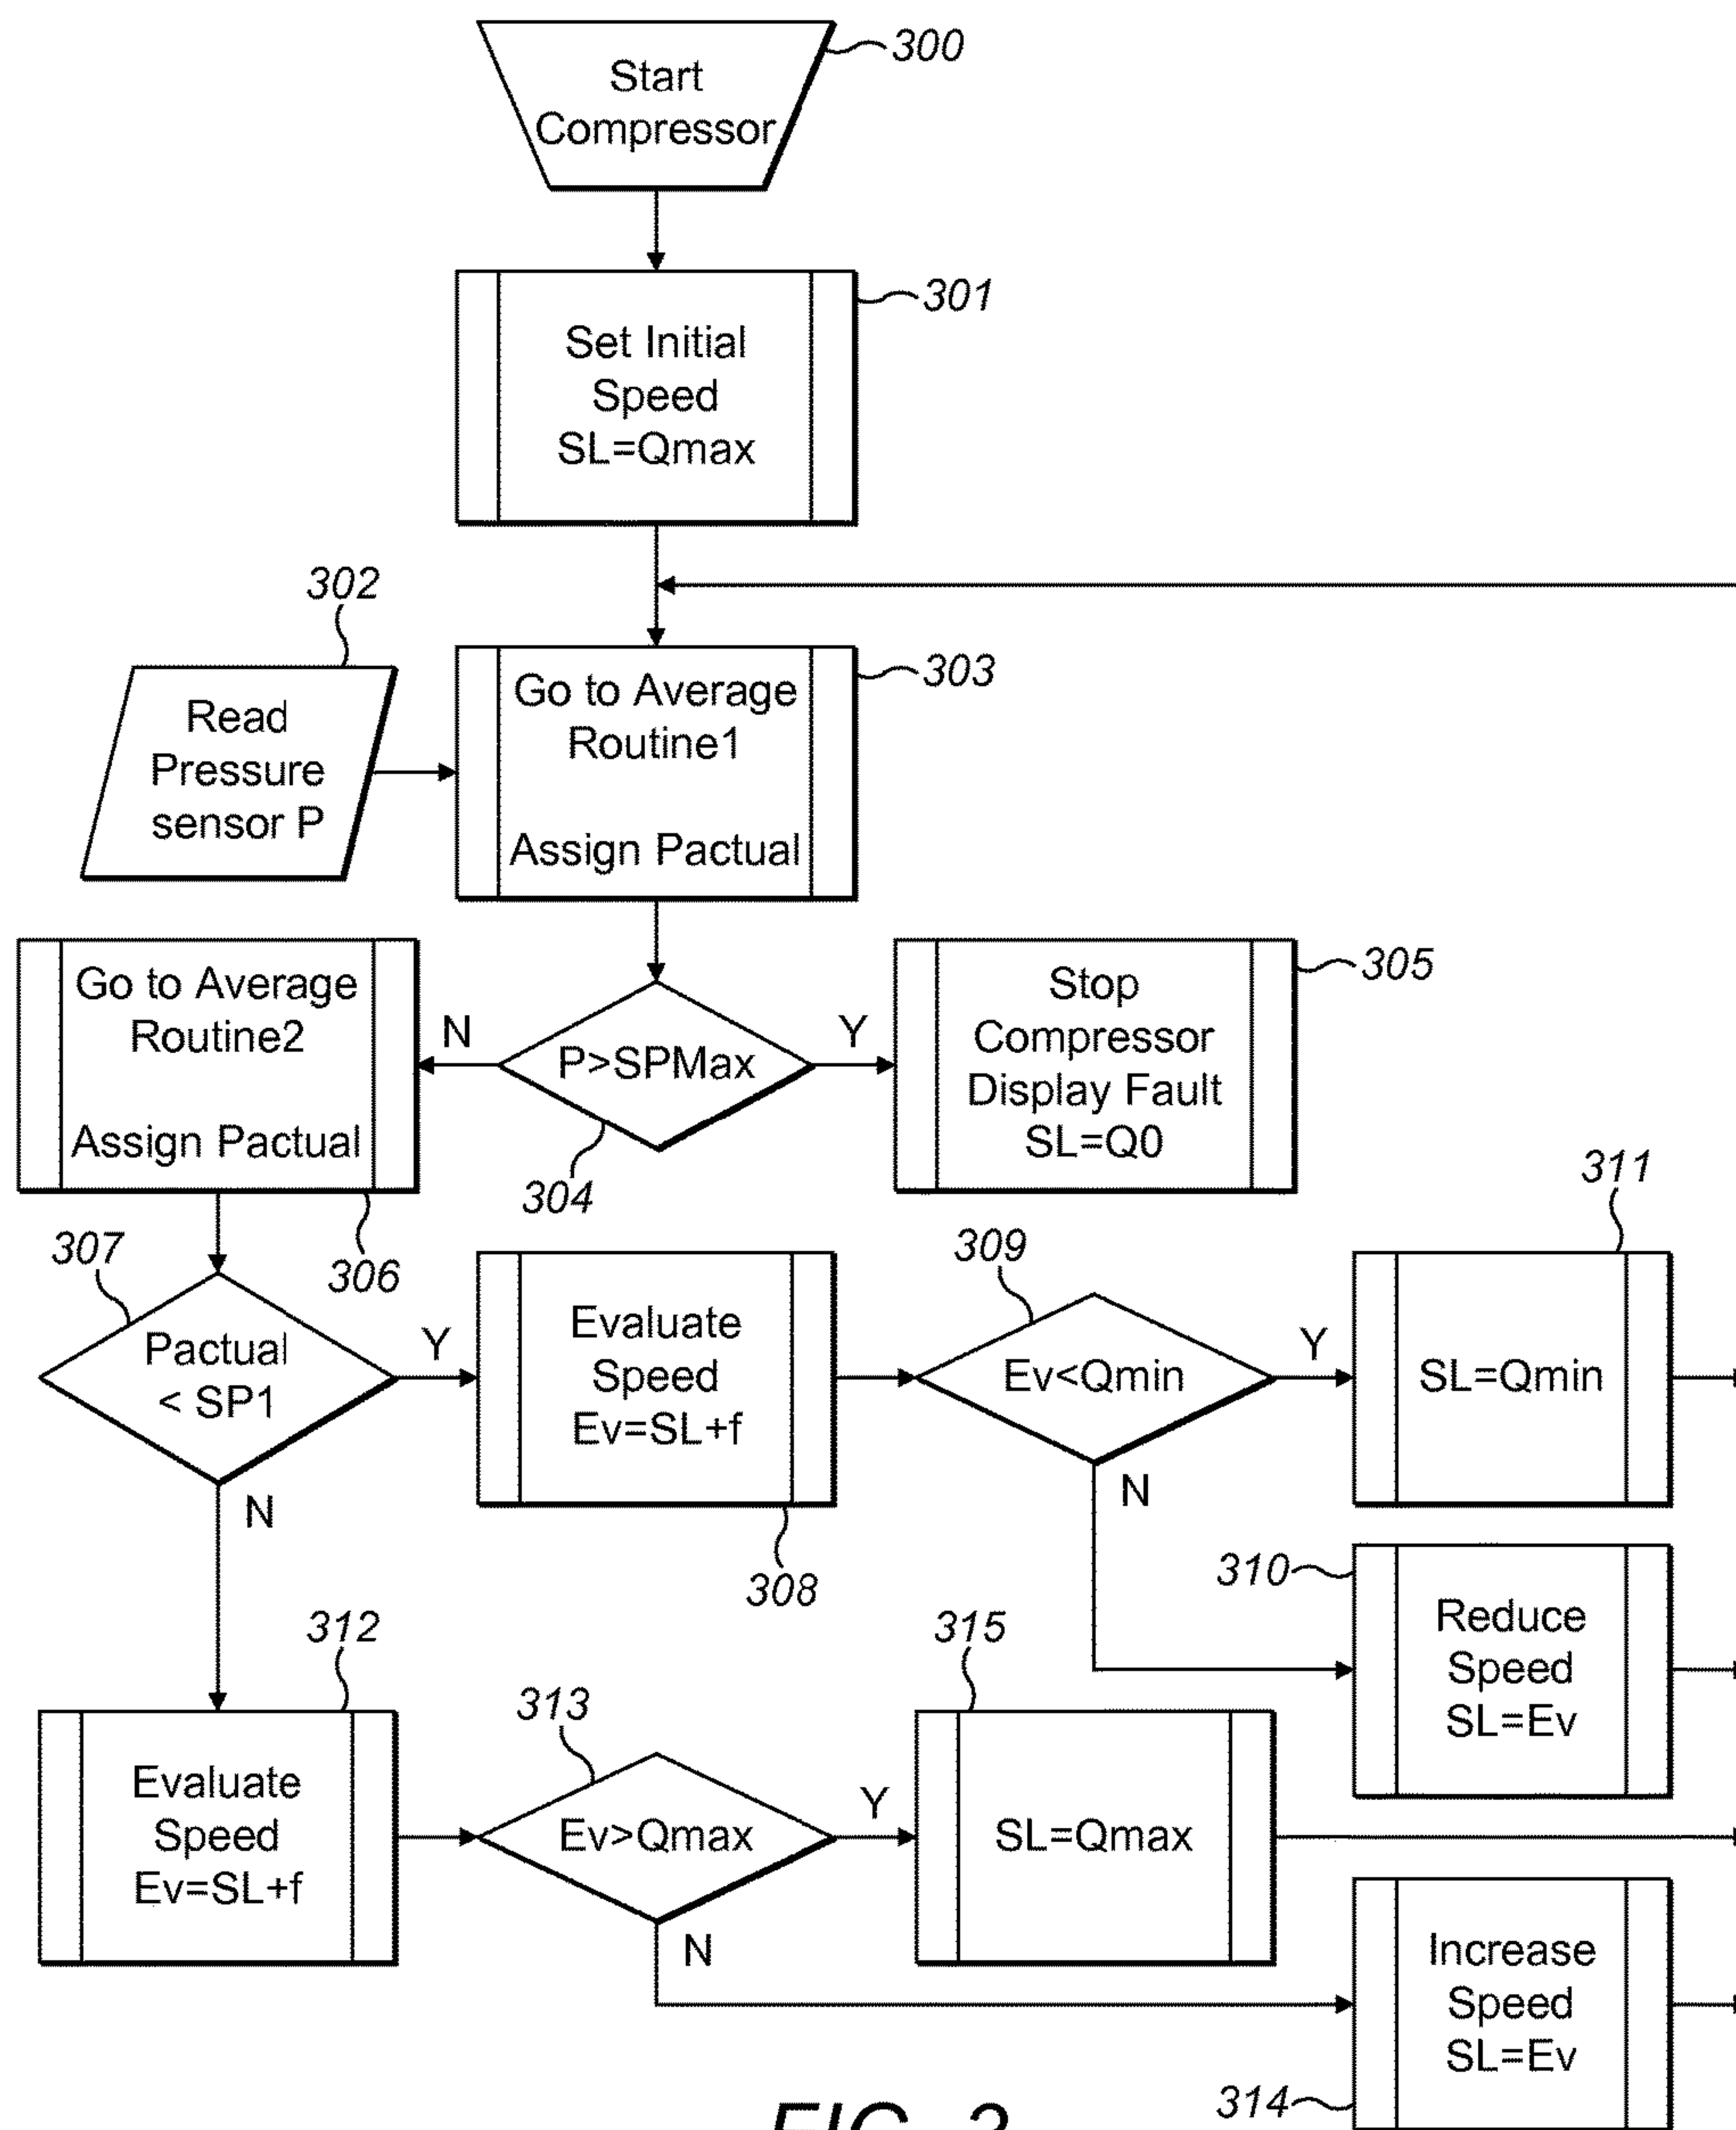 300
Start
Compressor
301
Set Initial
Speed
SL=Qmax
302
Read
Pressure
sensor P
303
Go to Average
Routine1
Assign Pactual
304
P>SPMax
N
Y
305
Stop
Compressor
Display Fault
SL=Q0
306
Go to Average
Routine2
Assign Pactual
307
Pactual
< SP1
Y
N
308
Evaluate
Speed
Ev=SL+f
309
Ev<Qmin
Y
N
311
SL=Qmin
310
Reduce
Speed
SL=Ev
312
Evaluate
Speed
Ev=SL+f
313
Ev>Qmax
Y
N
315
SL=Qmax
314
Increase
Speed
SL=Ev